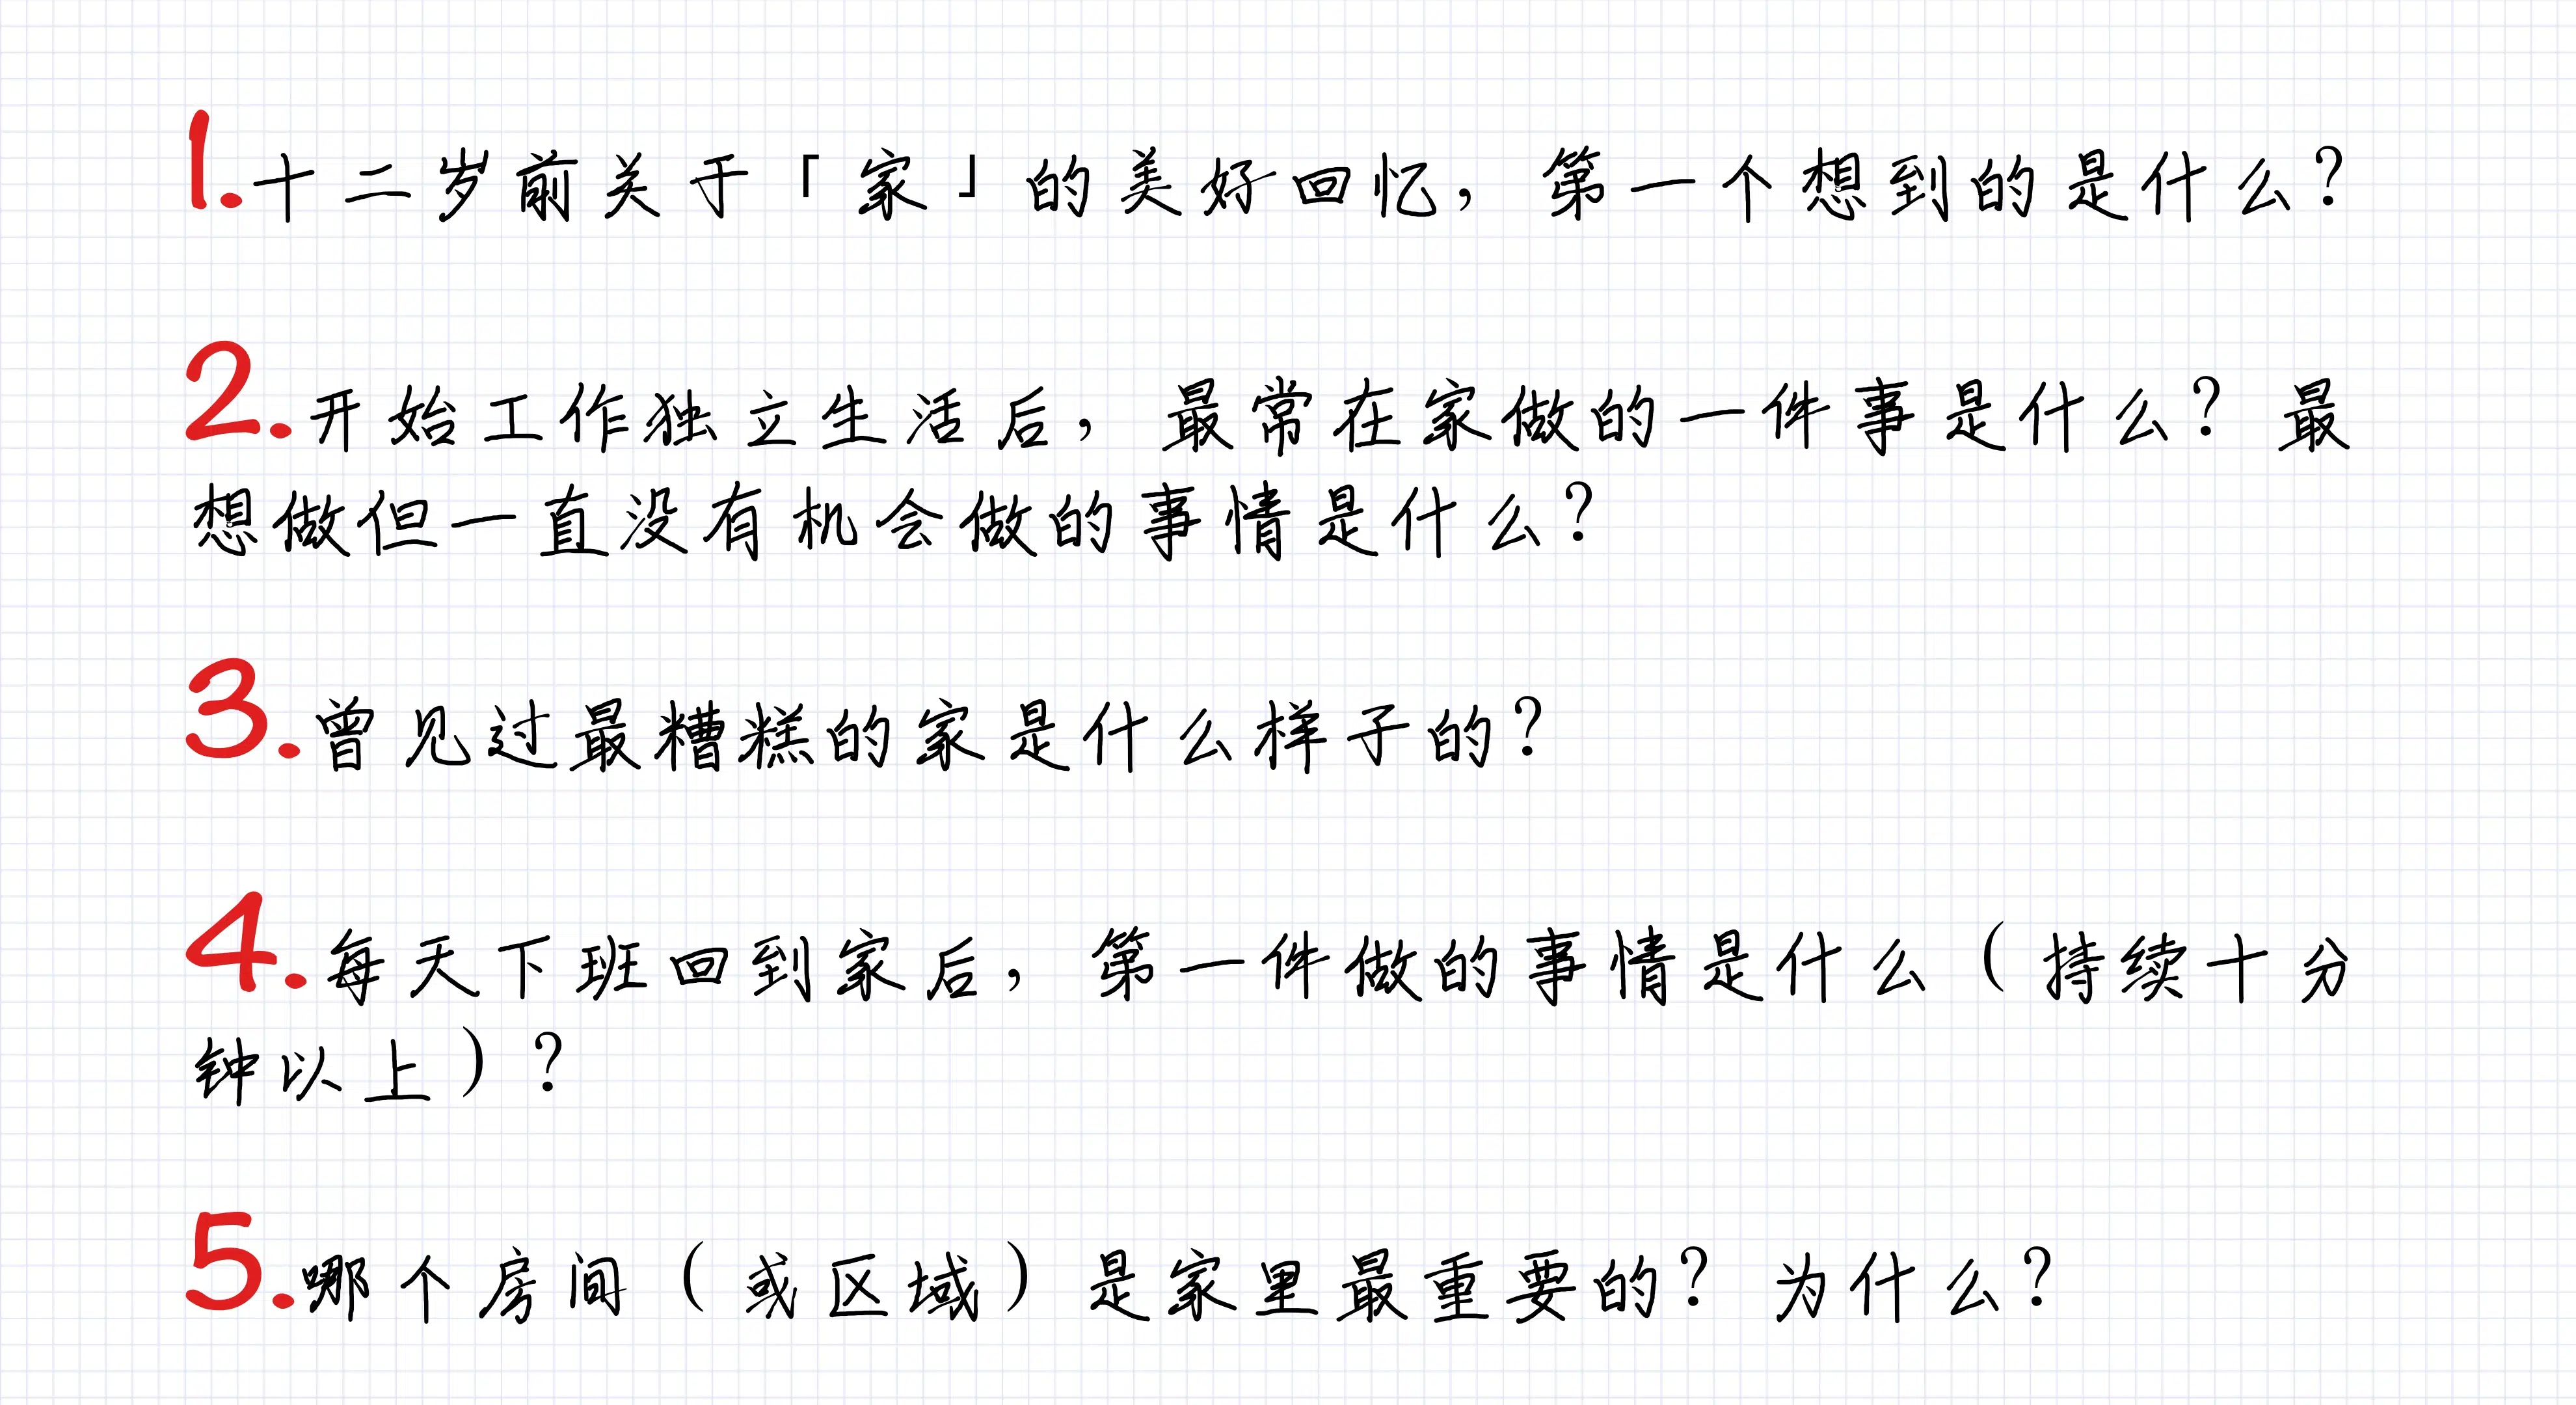 1.十二岁前关于「家」的美好回忆，第一个想到的是什么？
2.开始工作独立生活后，最常在家做的一件事是什么？最
想做但一直没有机会做的事情是什么？
3.曾见过最糟糕的家是什么样子的？
4.每天下班回到家后，第一件做的事情是什么（持续十分
钟以上）？
5.哪个房间（或区域）是家里最重要的？为什么？